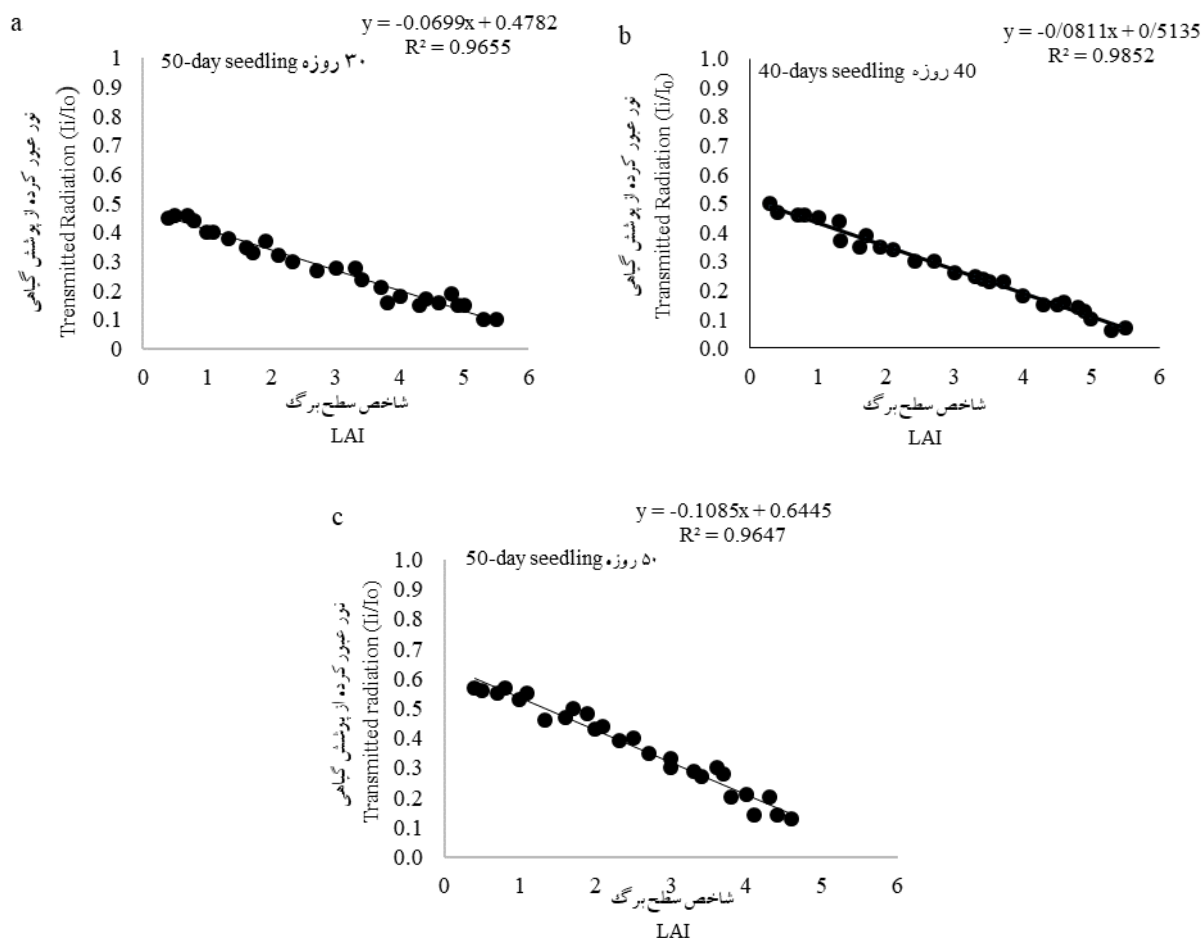 a
y = -0.0699x + 0.4782
R² = 0.9655
50-day seedling ۳۰ روزه
نور عبور کرده از پوشش گیاهی
Trensmitted Radiation (Ii/Io)
1
0.9
0.8
0.7
0.6
0.5
0.4
0.3
0.2
0.1
0
0 1 2 3 4 5 6
شاخص سطح برگ
LAI
b
y = -0/0811x + 0/5135
R² = 0.9852
40-days seedling 40 روزه
نور عبور کرده از پوشش گیاهی
Transmitted Radiation (Ii/I₀)
1.0
0.9
0.8
0.7
0.6
0.5
0.4
0.3
0.2
0.1
0.0
0 1 2 3 4 5 6
شاخص سطح برگ
LAI
c
y = -0.1085x + 0.6445
R² = 0.9647
50-day seedling ۵۰ روزه
نور عبور کرده از پوشش گیاهی
Transmitted radiation (Ii/Io)
1.0
0.9
0.8
0.7
0.6
0.5
0.4
0.3
0.2
0.1
0.0
0 1 2 3 4 5 6
شاخص سطح برگ
LAI